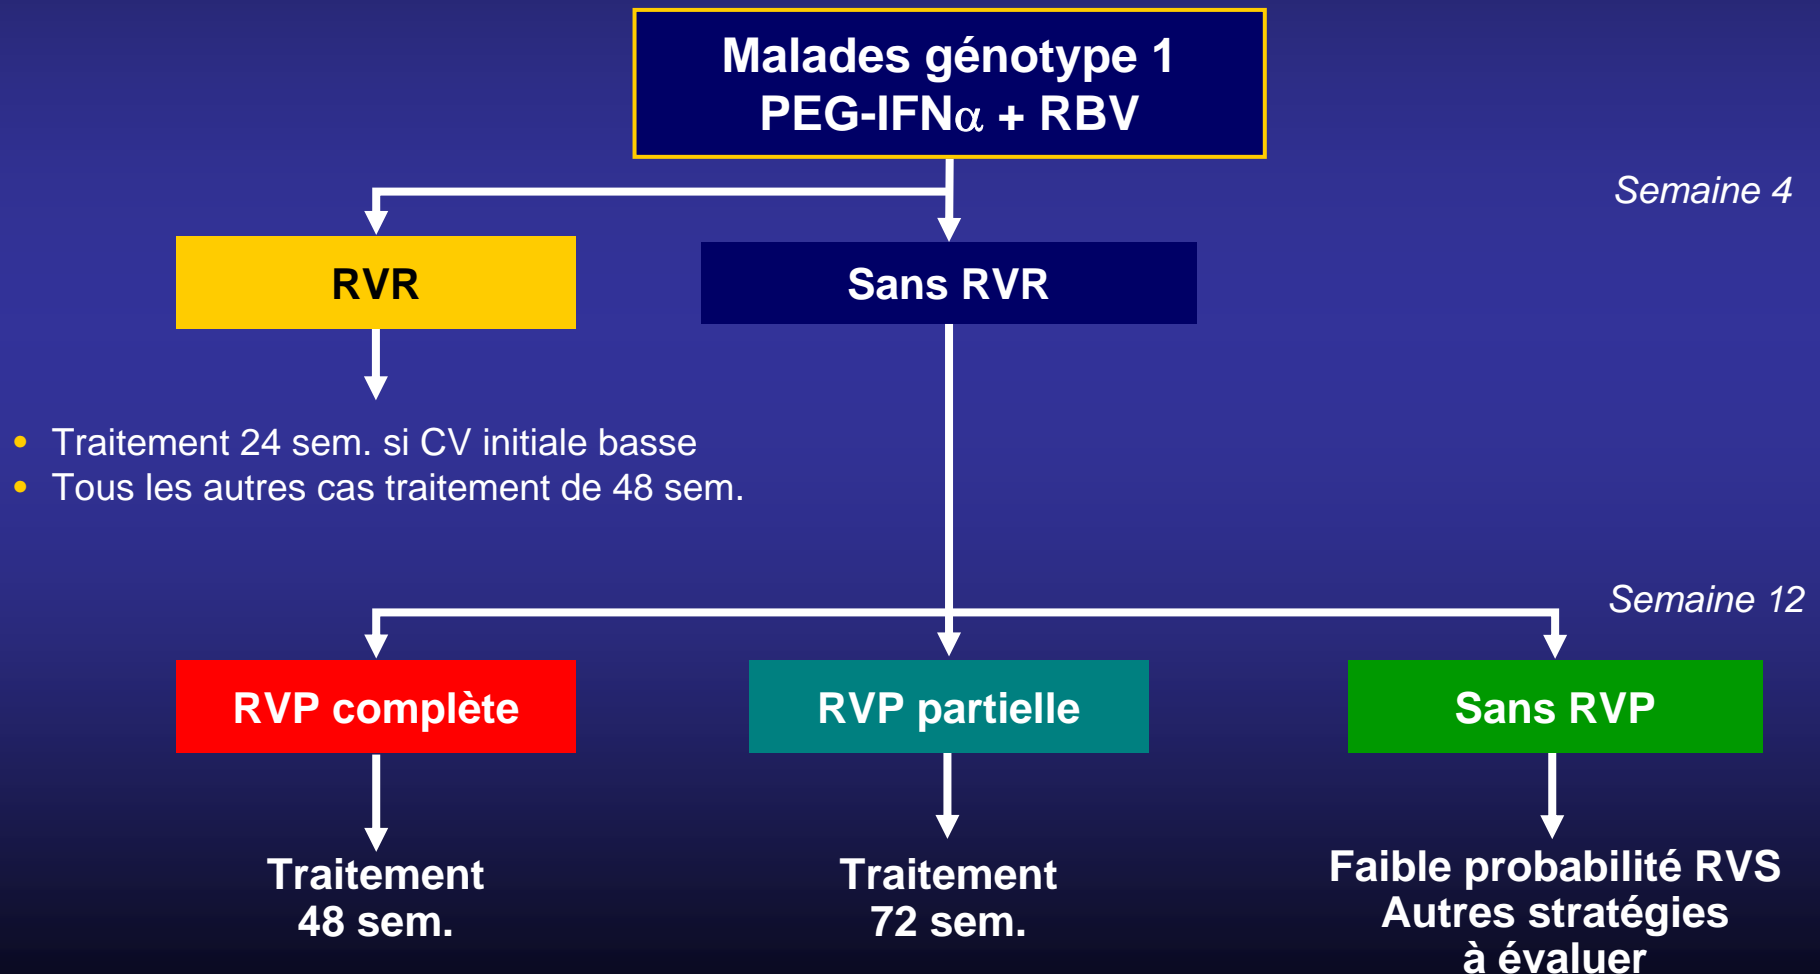 Malades génotype 1
PEG-IFNα + RBV
Semaine 4
RVR
Sans RVR
• Traitement 24 sem. si CV initiale basse
• Tous les autres cas traitement de 48 sem.
Semaine 12
RVP complète
RVP partielle
Sans RVP
Traitement
48 sem.
Traitement
72 sem.
Faible probabilité RVS
Autres stratégies
à évaluer